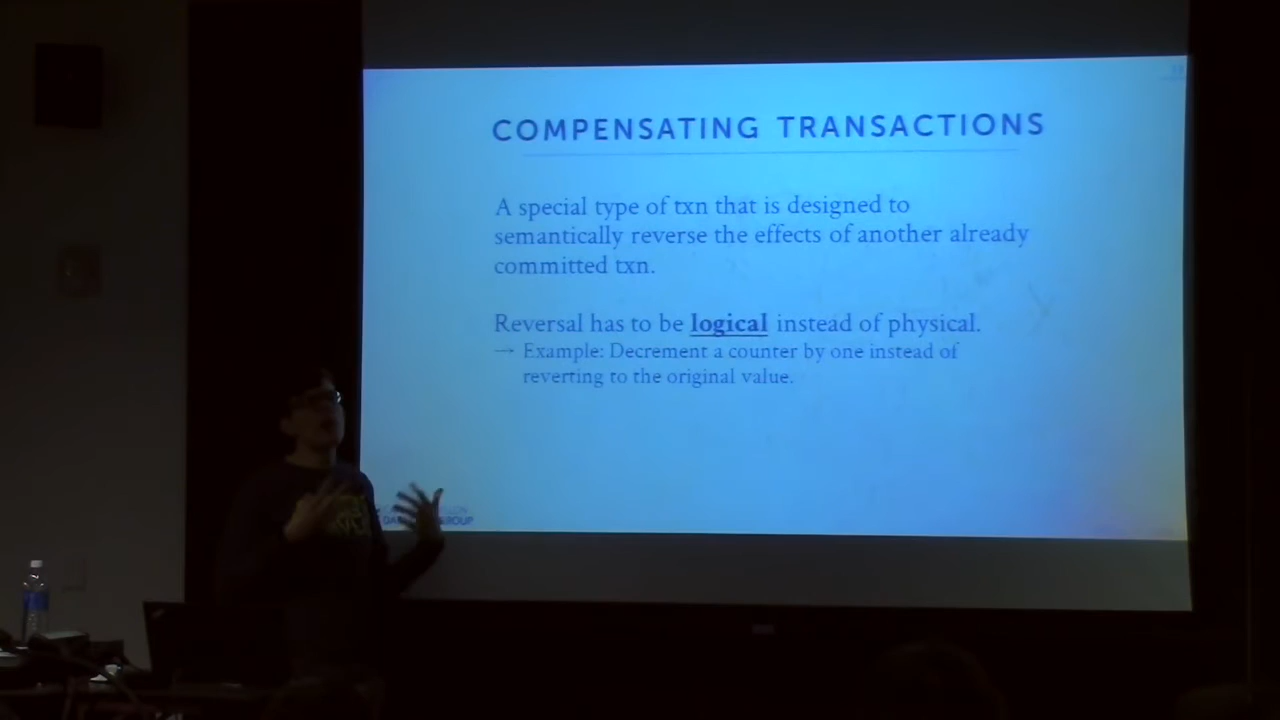 COMPENSATING TRANSACTIONS
A special type of txn that is designed to
semantically reverse the effects of another already
committed txn.
Reversal has to be logical instead of physical.
→ Example: Decrement a counter by one instead of
reverting to the original value.
GROUP